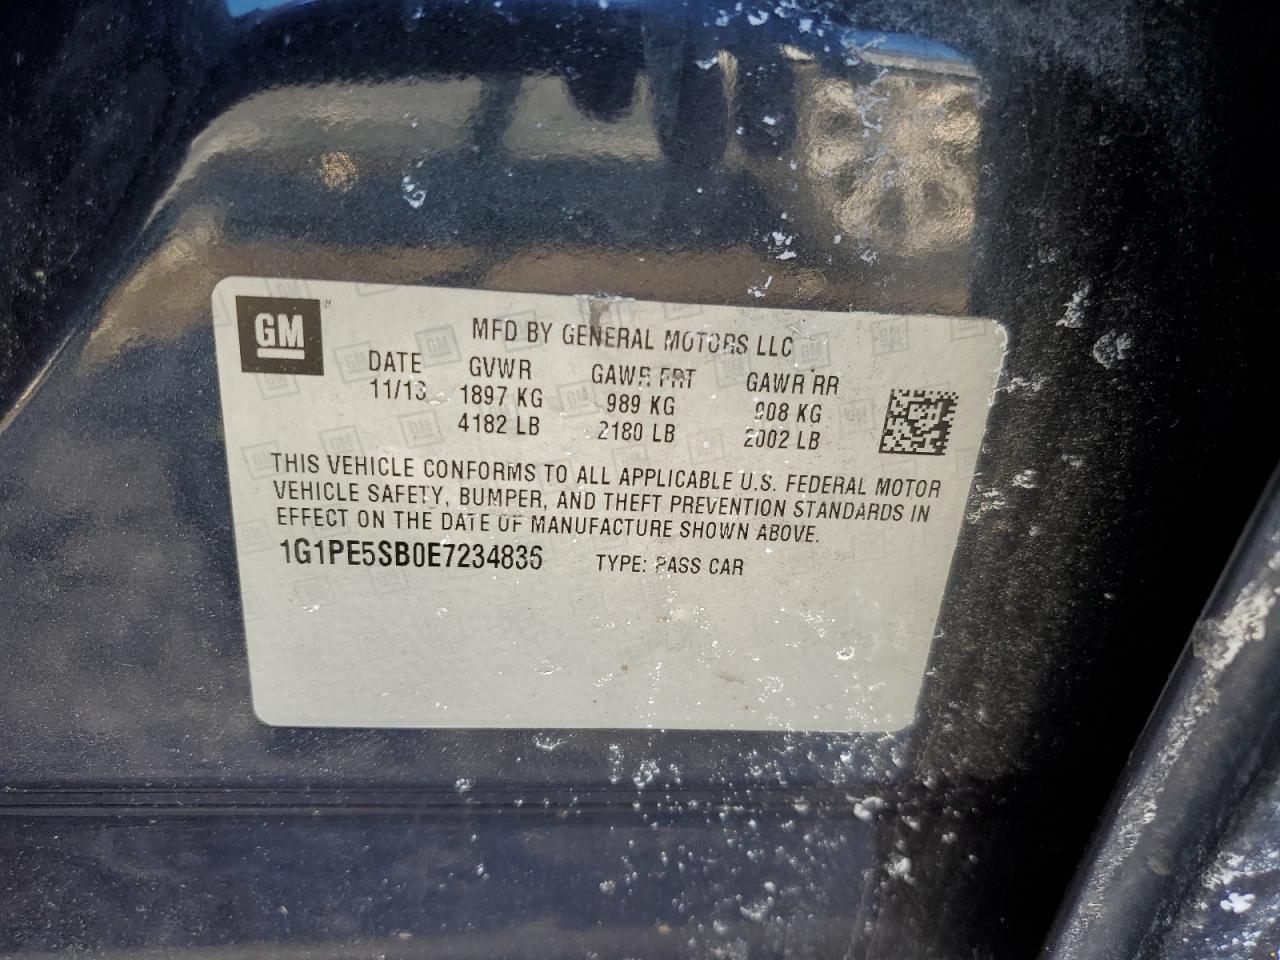 GM
MFD BY GENERAL MOTORS LLC
DATE GVWR GAWR FRT GAWR RR
11/13 1897 KG 989 KG 908 KG
4182 LB 2180 LB 2002 LB
THIS VEHICLE CONFORMS TO ALL APPLICABLE U.S. FEDERAL MOTOR
VEHICLE SAFETY, BUMPER, AND THEFT PREVENTION STANDARDS IN
EFFECT ON THE DATE OF MANUFACTURE SHOWN ABOVE.
1G1PE5SB0E7234836 TYPE: PASS CAR